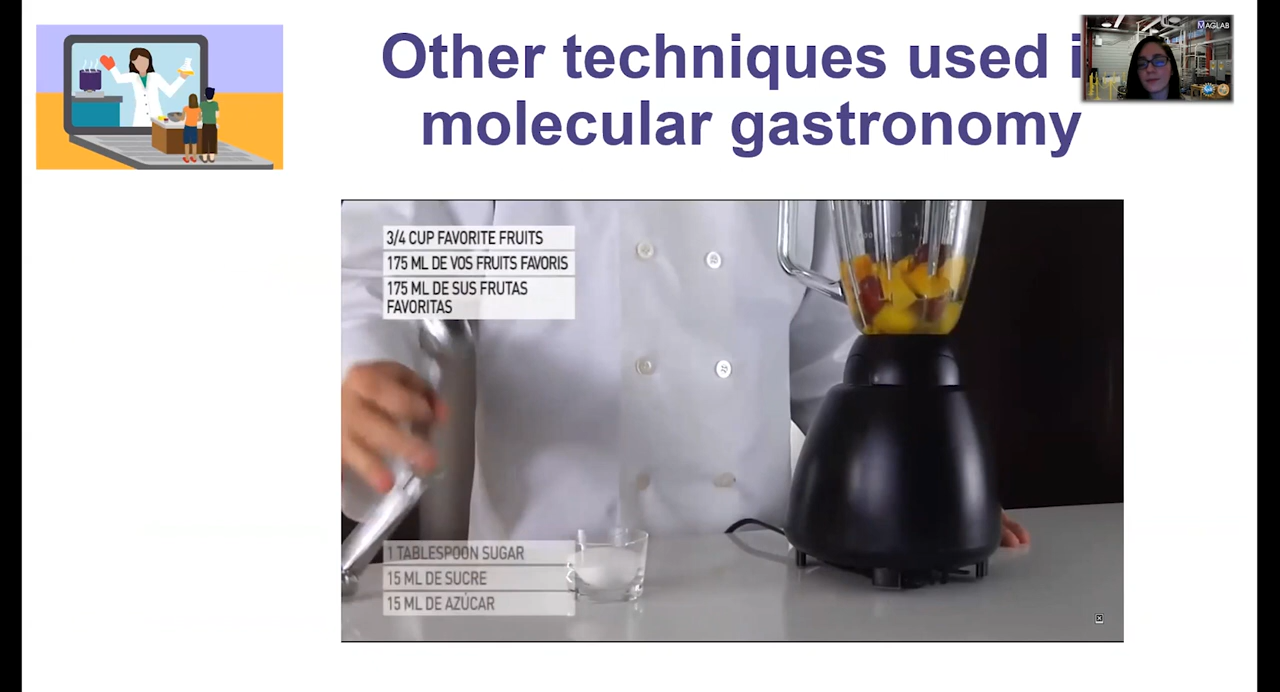 Other techniques used i
molecular gastronomy
MAGLAB
3/4 CUP FAVORITE FRUITS
175 ML DE VOS FRUITS FAVORIS
175 ML DE SUS FRUTAS
FAVORITAS
1 TABLESPOON SUGAR
15 ML DE SUCRE
15 ML DE AZÚCAR